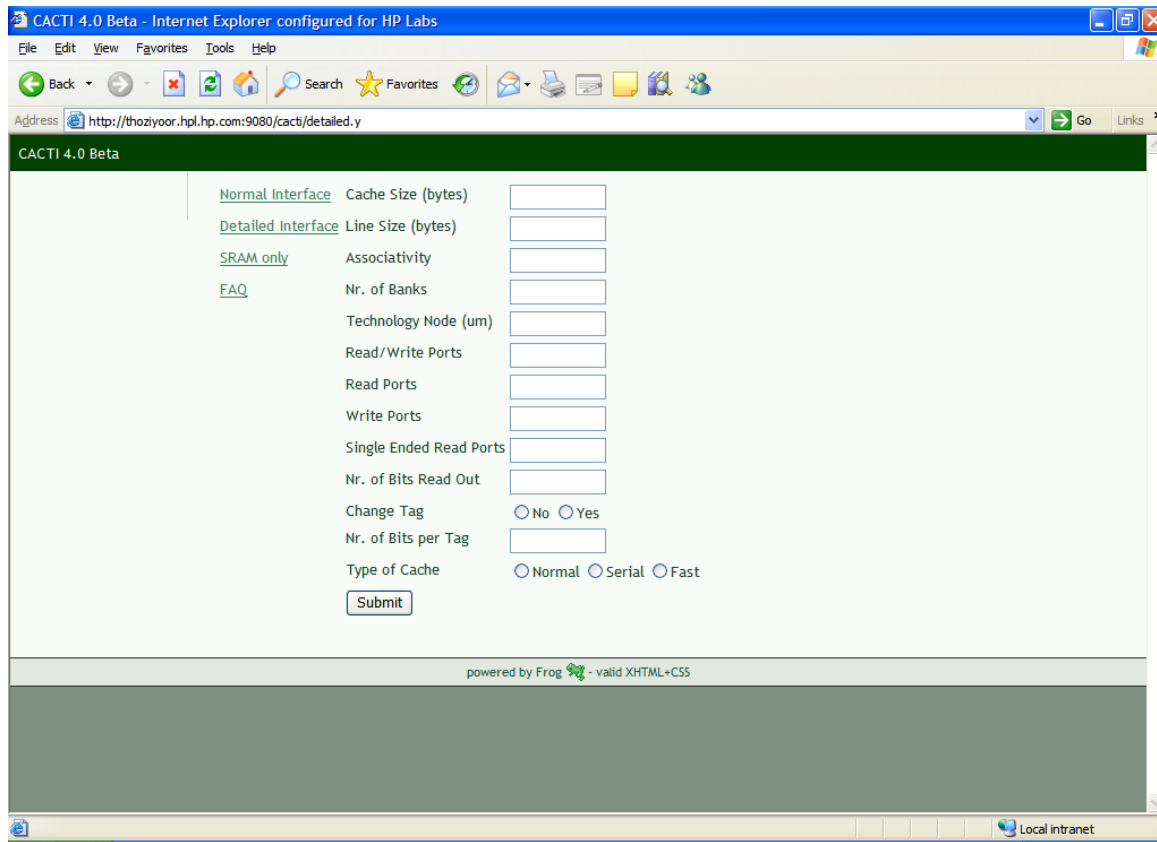 CACTI 4.0 Beta - Internet Explorer configured for HP Labs
File Edit View Favorites Tools Help
Back Search Favorites
Address http://thoziyoor.hpl.hp.com:9080/cacti/detailed.y Go Links
CACTI 4.0 Beta
Normal Interface Cache Size (bytes)
Detailed Interface Line Size (bytes)
SRAM only Associativity
FAQ Nr. of Banks
Technology Node (um)
Read/Write Ports
Read Ports
Write Ports
Single Ended Read Ports
Nr. of Bits Read Out
Change Tag No Yes
Nr. of Bits per Tag
Type of Cache Normal Serial Fast
Submit
powered by Frog - valid XHTML+CSS
Local intranet